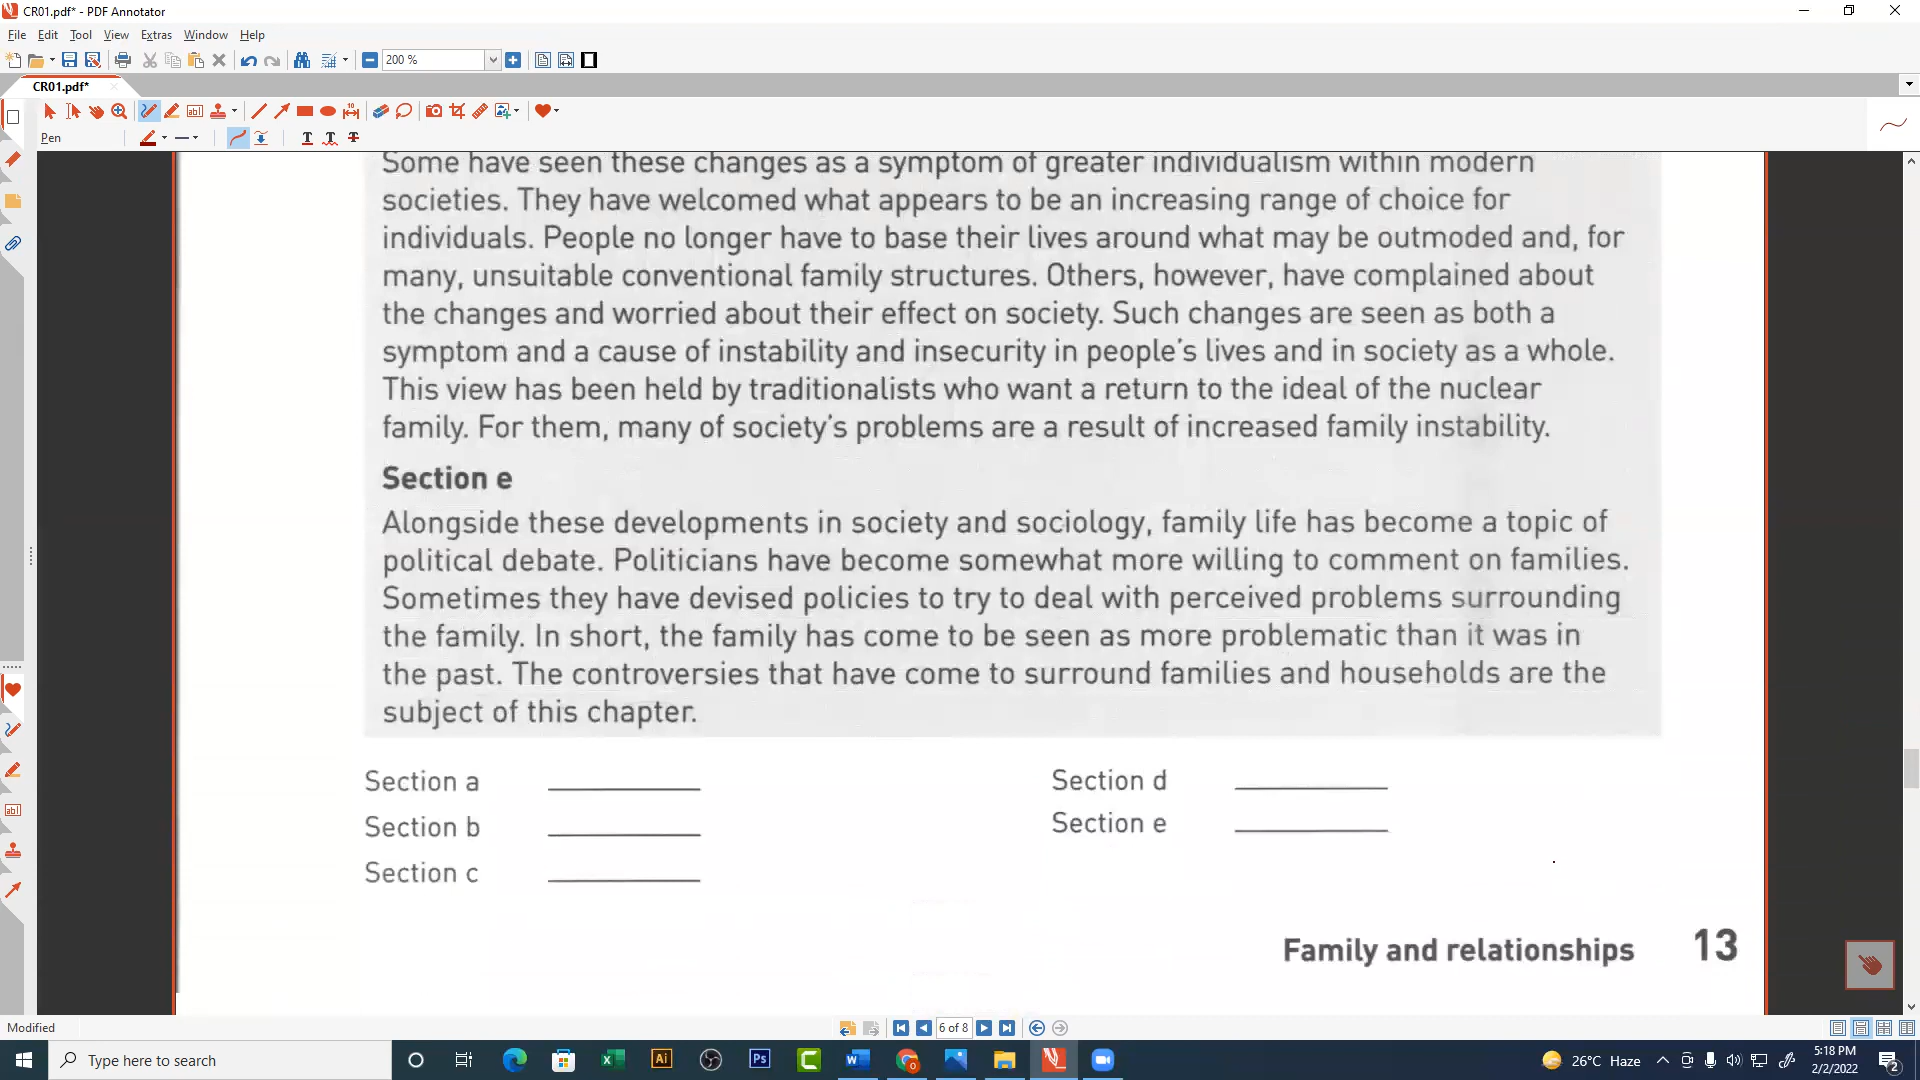 CR01.pdf* - PDF Annotator
File Edit Tool View Extras Window Help
200 %
CR01.pdf*
Pen
Some have seen these changes as a symptom of greater individualism within modern
societies. They have welcomed what appears to be an increasing range of choice for
individuals. People no longer have to base their lives around what may be outmoded and, for
many, unsuitable conventional family structures. Others, however, have complained about
the changes and worried about their effect on society. Such changes are seen as both a
symptom and a cause of instability and insecurity in people's lives and in society as a whole.
This view has been held by traditionalists who want a return to the ideal of the nuclear
family. For them, many of society's problems are a result of increased family instability.
Section e
Alongside these developments in society and sociology, family life has become a topic of
political debate. Politicians have become somewhat more willing to comment on families.
Sometimes they have devised policies to try to deal with perceived problems surrounding
the family. In short, the family has come to be seen as more problematic than it was in
the past. The controversies that have come to surround families and households are the
subject of this chapter.
Section a
Section b
Section c
Section d
Section e
Family and relationships 13
Modified
6 of 8
Type here to search
Ai
Ps
26°C Haze
5:18 PM
2/2/2022
2